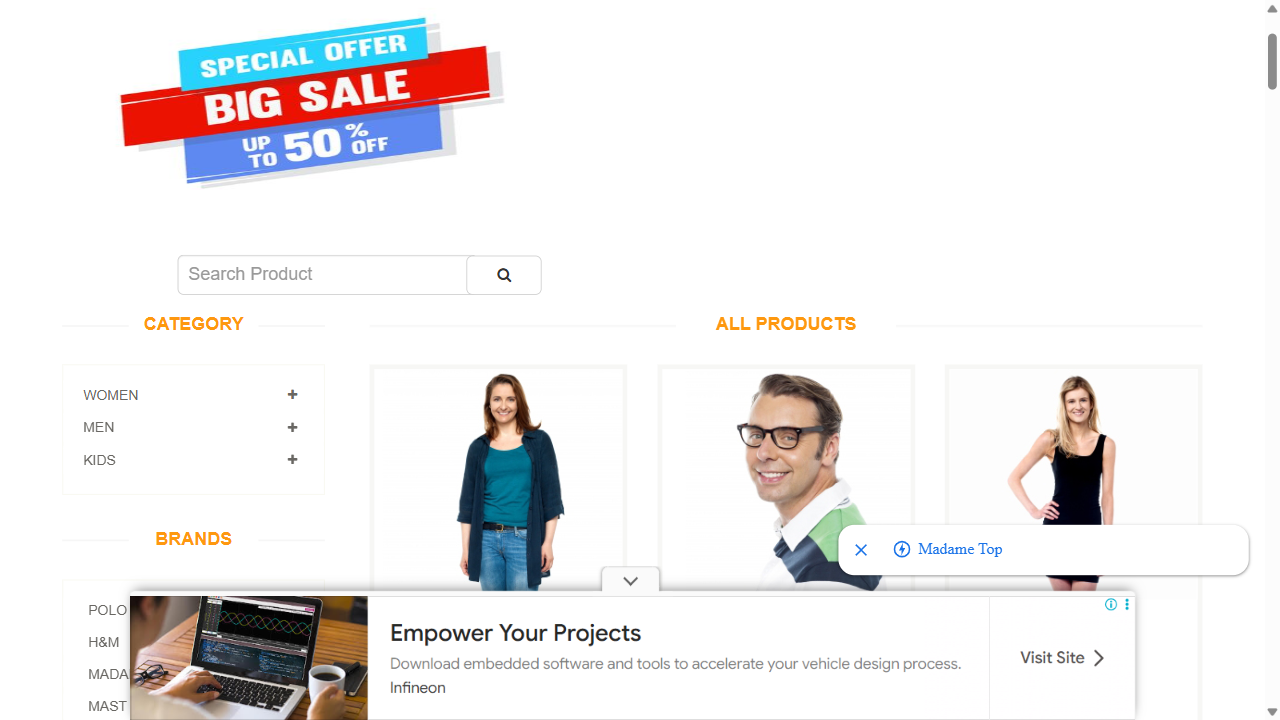 SPECIAL OFFER
BIG SALE
UP TO 50% OFF
Search Product
CATEGORY
WOMEN
MEN
KIDS
BRANDS
POLO
H&M
MADA
MAST
ALL PRODUCTS
Madame Top
Empower Your Projects
Download embedded software and tools to accelerate your vehicle design process.
Infineon
Visit Site